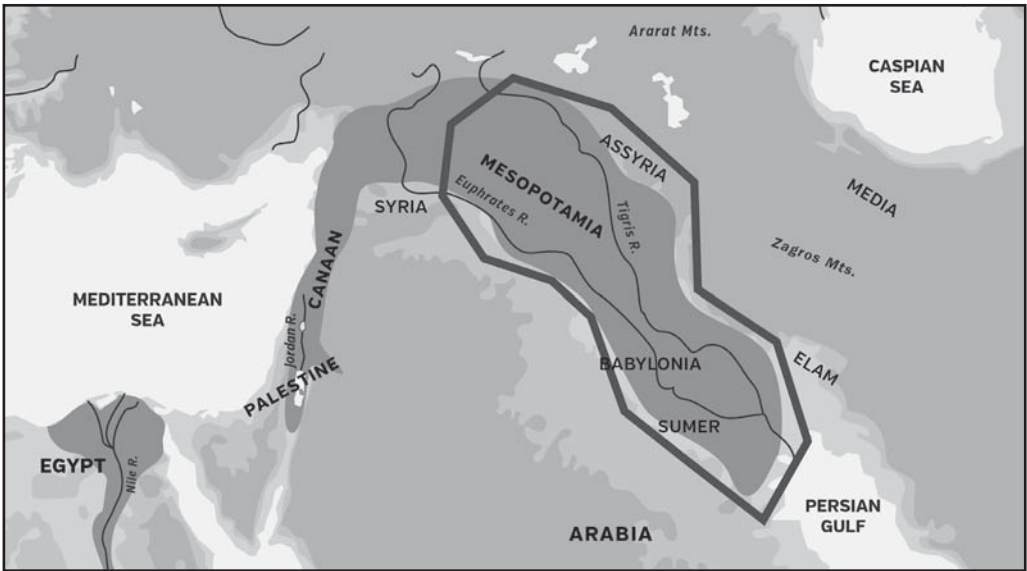 Ararat Mts.
CASPIAN
SEA
ASSYRIA
MESOPOTAMIA
MEDIA
Euphrates R.
SYRIA
Tigris R.
CANAAN
Zagros Mts.
MEDITERRANEAN
SEA
Jordan R.
BABYLONIA
ELAM
PALESTINE
SUMER
EGYPT
Nile R.
PERSIAN
GULF
ARABIA